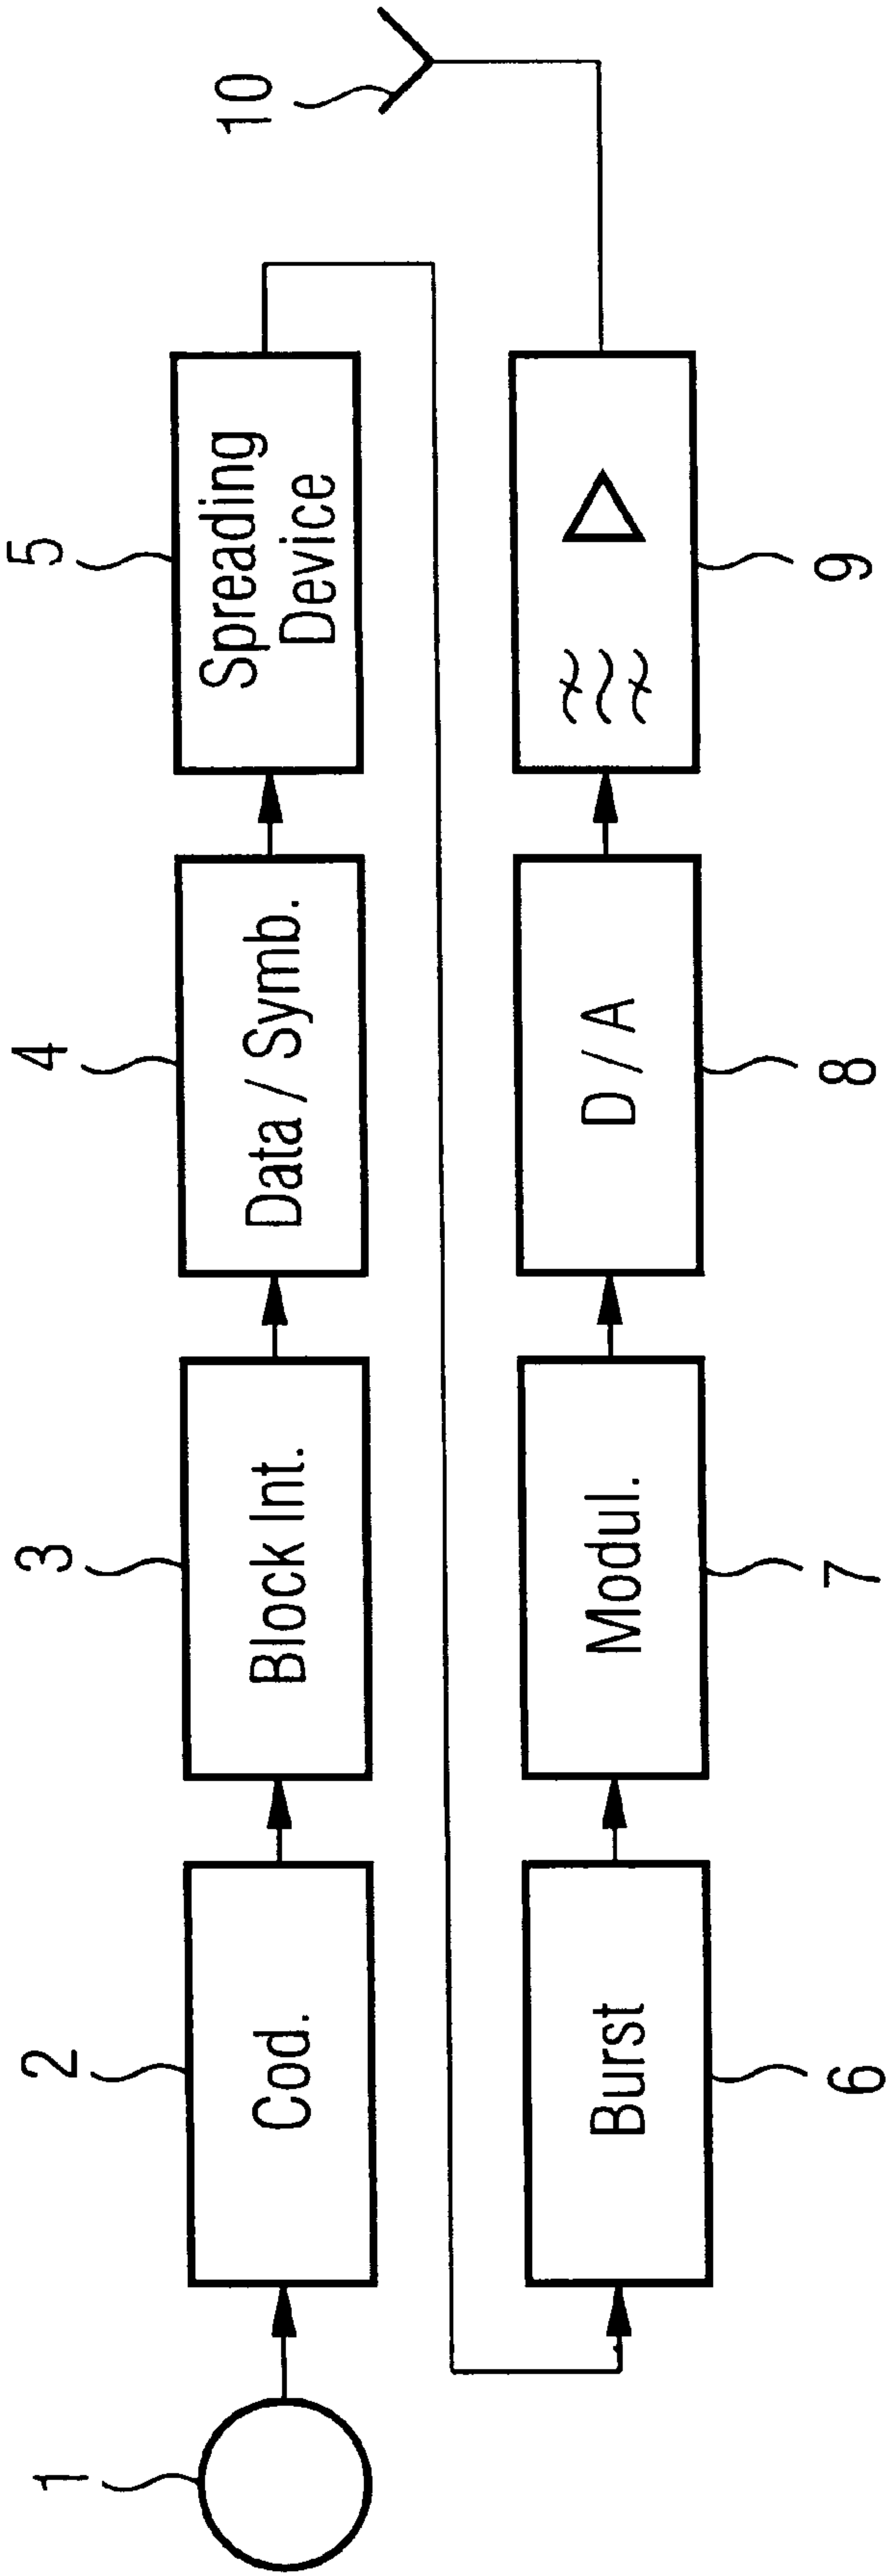 1
2
3
4
5
10
Cod.
Block Int.
Data / Symb.
Spreading
Device
Burst
Modul.
D / A
6
7
8
9